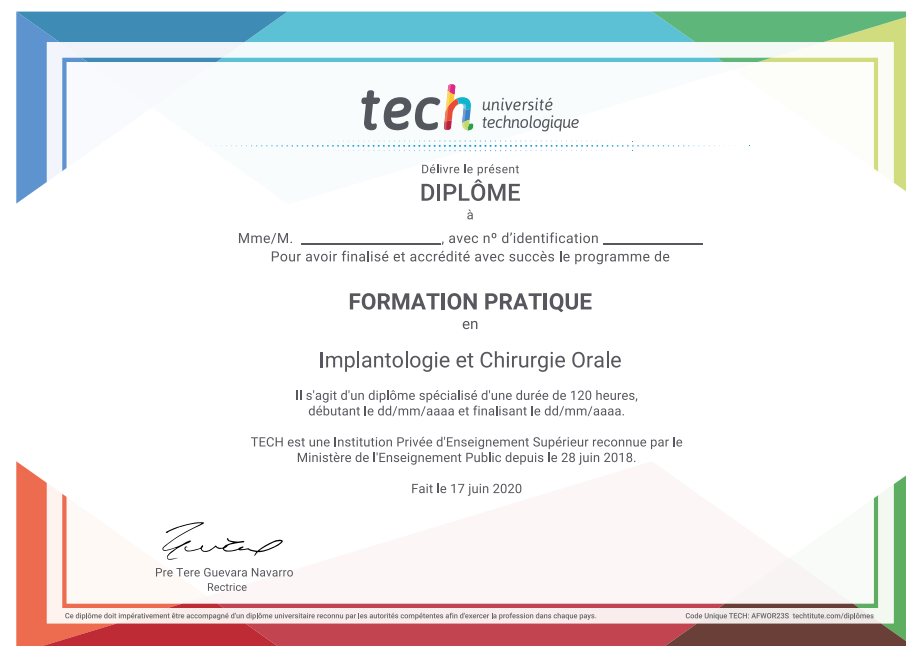 tech université
technologique
Délivre le présent
DIPLÔME
à
Mme/M. ____________________, avec nº d'identification ______________
Pour avoir finalisé et accrédité avec succès le programme de
FORMATION PRATIQUE
en
Implantologie et Chirurgie Orale
Il s'agit d'un diplôme spécialisé d'une durée de 120 heures,
débutant le dd/mm/aaaa et finalisant le dd/mm/aaaa.
TECH est une Institution Privée d'Enseignement Supérieur reconnue par le
Ministère de l'Enseignement Public depuis le 28 juin 2018.
Fait le 17 juin 2020
Pre Tere Guevara Navarro
Rectrice
Ce diplôme doit impérativement être accompagné d'un diplôme universitaire reconnu par les autorités compétentes afin d'exercer la profession dans chaque pays.
Code Unique TECH: AFWOR23S techtitute.com/diplômes